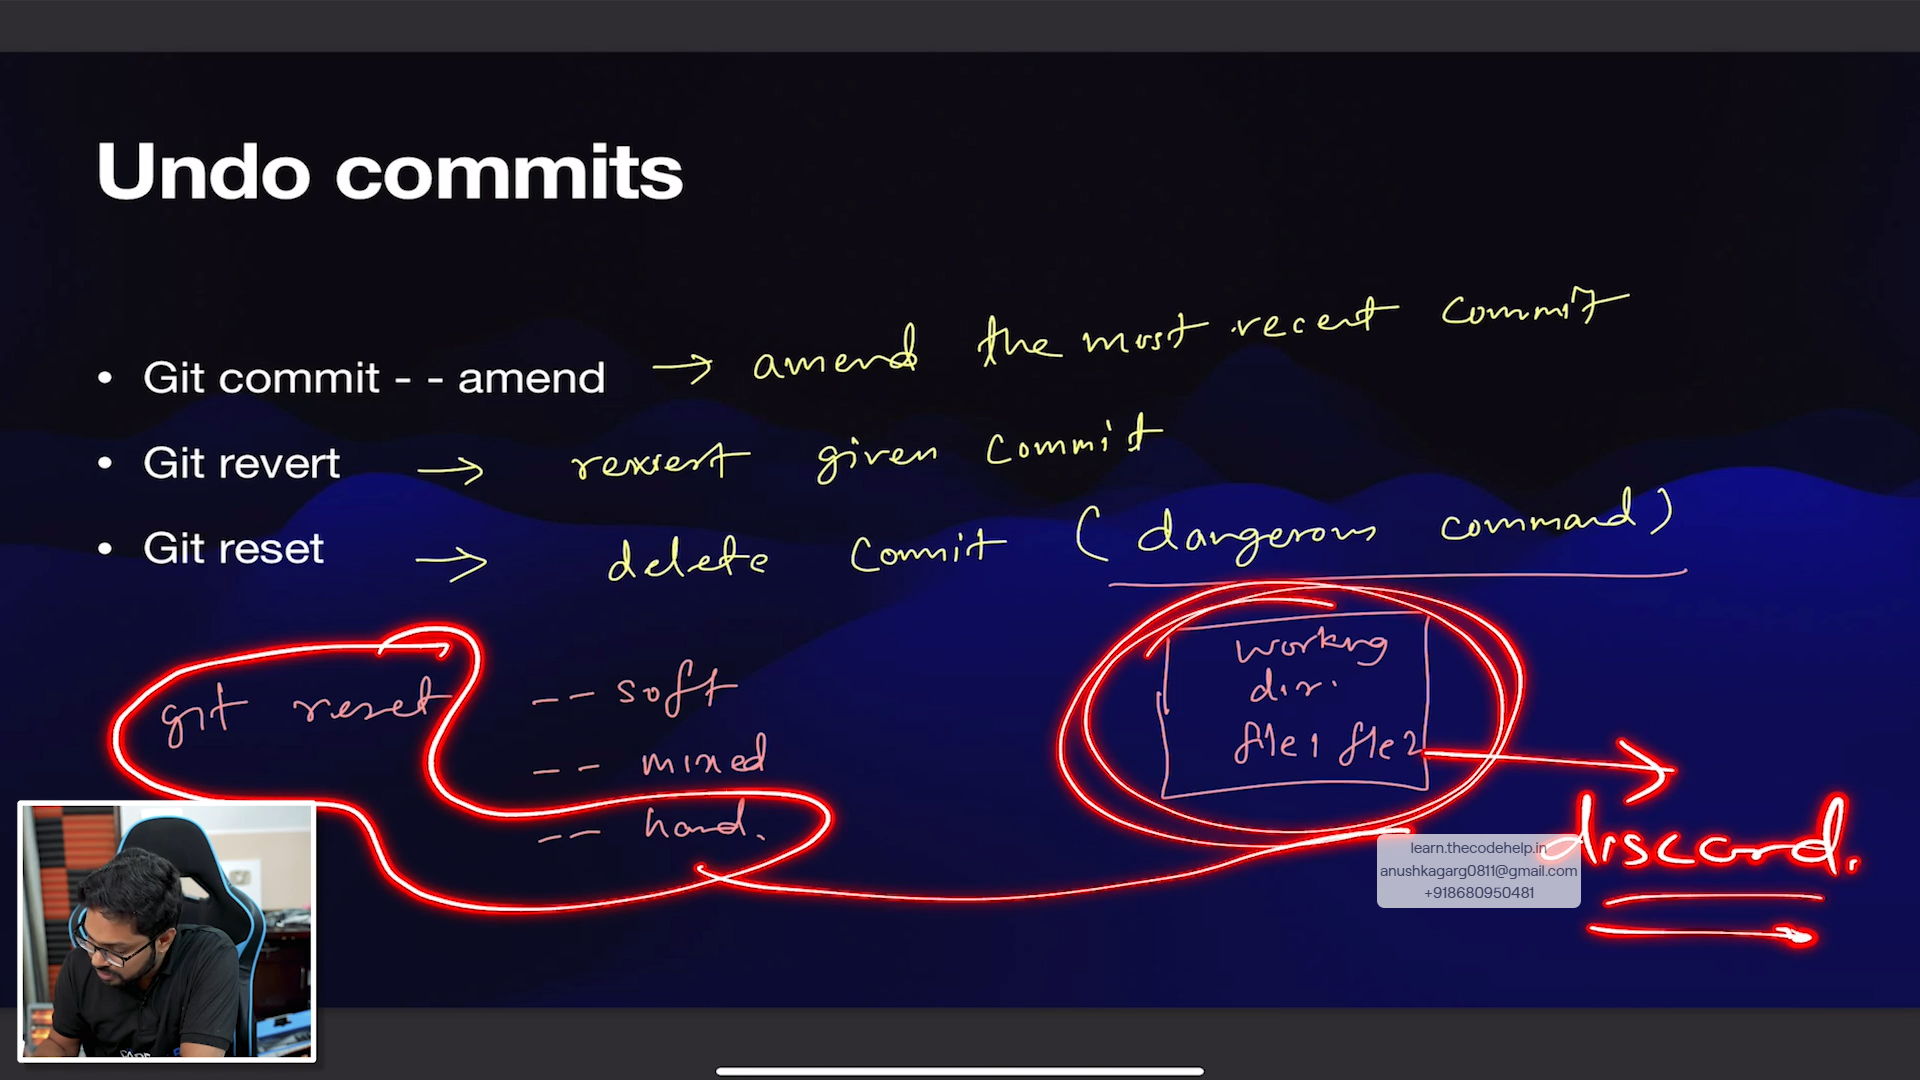 Undo commits
• Git commit - - amend → amend the most recent commit
• Git revert → revert given commit
• Git reset → delete commit (dangerous command)
git reset -- soft
-- mixed
-- hard.
working
dir.
file1 file2
discard.
learn.thecodehelp.in
anushkagarg0811@gmail.com
+918680950481